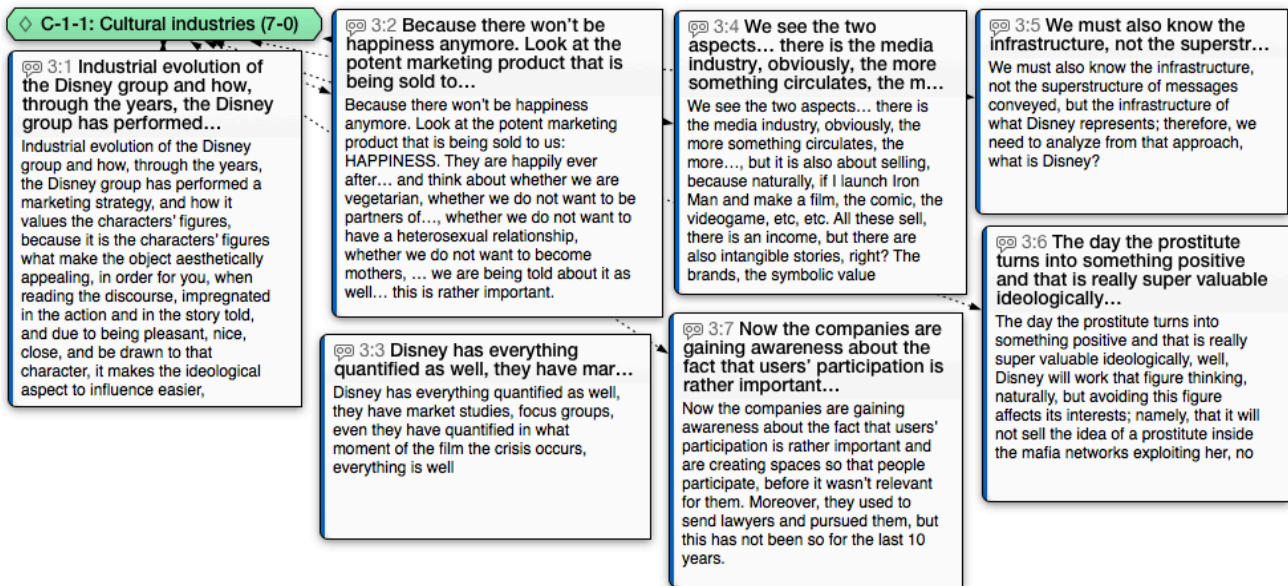 ◇ C-1-1: Cultural industries (7-0)
3:1 Industrial evolution of
the Disney group and how,
through the years, the Disney
group has performed…
Industrial evolution of the Disney
group and how, through the years,
the Disney group has performed a
marketing strategy, and how it
values the characters' figures,
because it is the characters' figures
what make the object aesthetically
appealing, in order for you, when
reading the discourse, impregnated
in the action and in the story told,
and due to being pleasant, nice,
close, and be drawn to that
character, it makes the ideological
aspect to influence easier,
3:2 Because there won't be
happiness anymore. Look at the
potent marketing product that is
being sold to…
Because there won't be happiness
anymore. Look at the potent marketing
product that is being sold to us:
HAPPINESS. They are happily ever
after… and think about whether we are
vegetarian, whether we do not want to be
partners of…, whether we do not want to
have a heterosexual relationship,
whether we do not want to become
mothers, … we are being told about it as
well… this is rather important.
3:3 Disney has everything
quantified as well, they have mar…
Disney has everything quantified as well,
they have market studies, focus groups,
even they have quantified in what
moment of the film the crisis occurs,
everything is well
3:4 We see the two
aspects… there is the media
industry, obviously, the more
something circulates, the m…
We see the two aspects… there is
the media industry, obviously, the
more something circulates, the
more…, but it is also about selling,
because naturally, if I launch Iron
Man and make a film, the comic, the
videogame, etc, etc. All these sell,
there is an income, but there are
also intangible stories, right? The
brands, the symbolic value
3:5 We must also know the
infrastructure, not the superstr…
We must also know the infrastructure,
not the superstructure of messages
conveyed, but the infrastructure of
what Disney represents; therefore, we
need to analyze from that approach,
what is Disney?
3:6 The day the prostitute
turns into something positive
and that is really super valuable
ideologically…
The day the prostitute turns into
something positive and that is really
super valuable ideologically, well,
Disney will work that figure thinking,
naturally, but avoiding this figure
affects its interests; namely, that it will
not sell the idea of a prostitute inside
the mafia networks exploiting her, no
3:7 Now the companies are
gaining awareness about the
fact that users' participation is
rather important…
Now the companies are gaining
awareness about the fact that users'
participation is rather important and
are creating spaces so that people
participate, before it wasn't relevant
for them. Moreover, they used to
send lawyers and pursued them, but
this has not been so for the last 10
years.